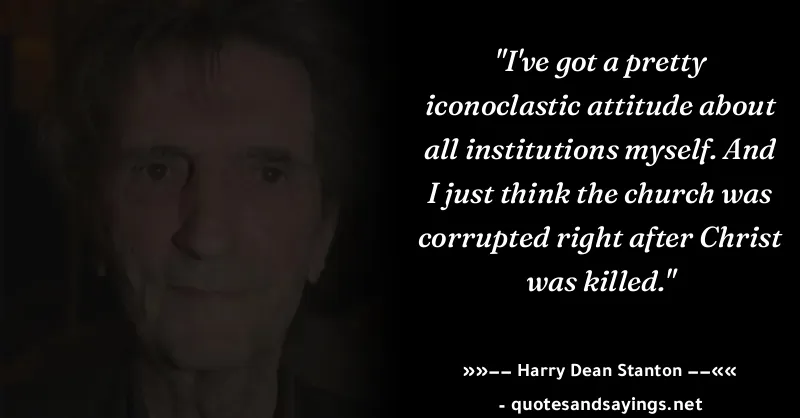 "I've got a pretty
iconoclastic attitude about
all institutions myself. And
I just think the church was
corrupted right after Christ
was killed."
»»−− Harry Dean Stanton −−««
- quotesandsayings.net